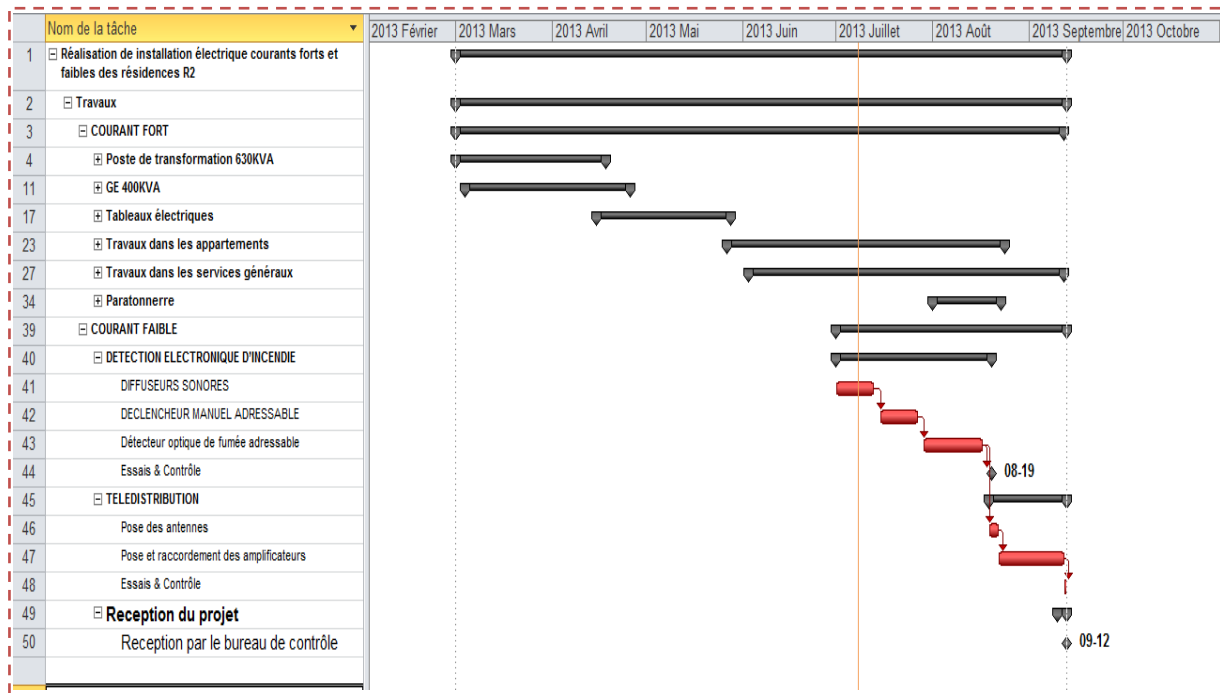 Nom de la tâche
2013 Février 2013 Mars 2013 Avril 2013 Mai 2013 Juin 2013 Juillet 2013 Août 2013 Septembre 2013 Octobre
1 Réalisation de installation électrique courants forts et
faibles des résidences R2
2 Travaux
3 COURANT FORT
4 Poste de transformation 630KVA
11 GE 400KVA
17 Tableaux électriques
23 Travaux dans les appartements
27 Travaux dans les services généraux
34 Paratonnerre
39 COURANT FAIBLE
40 DETECTION ELECTRONIQUE D'INCENDIE
41 DIFFUSEURS SONORES
42 DECLENCHEUR MANUEL ADRESSABLE
43 Détecteur optique de fumée adressable
44 Essais & Contrôle 08-19
45 TELEDISTRIBUTION
46 Pose des antennes
47 Pose et raccordement des amplificateurs
48 Essais & Contrôle
49 Reception du projet
50 Reception par le bureau de contrôle 09-12